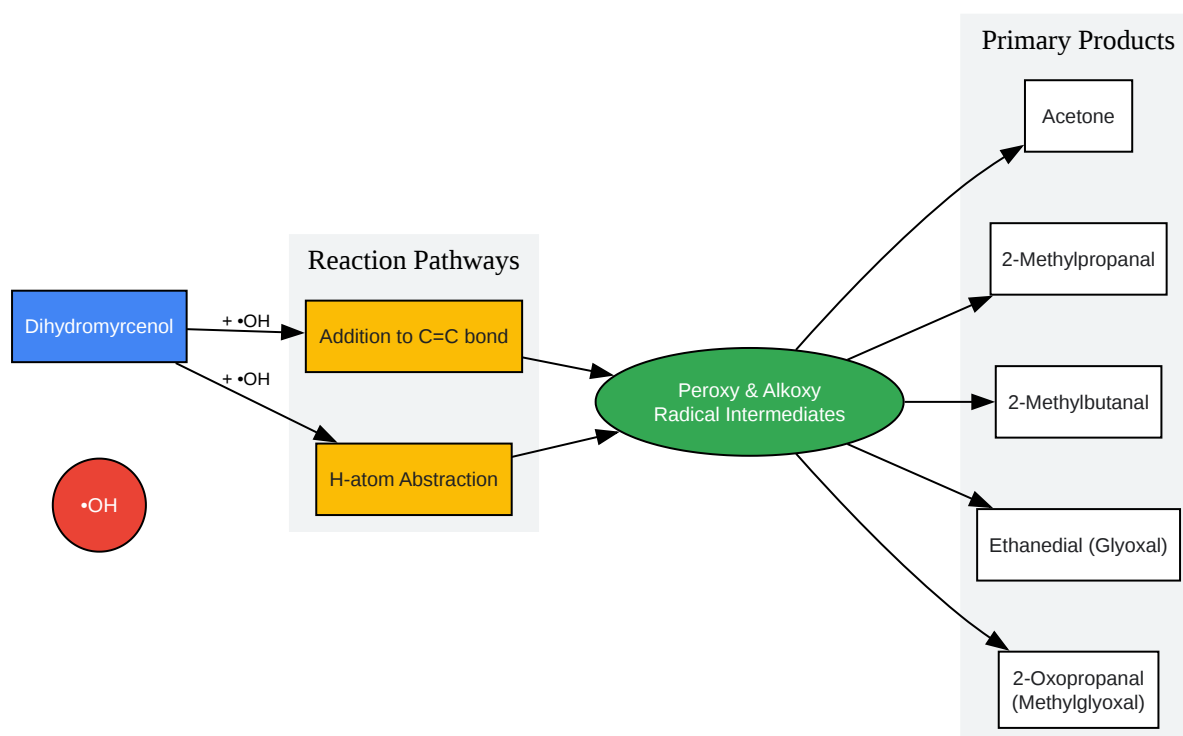 Primary Products
Acetone
Reaction Pathways
2-Methylpropanal
Dihydromyrcenol
+ •OH
Addition to C=C bond
+ •OH
Peroxy & Alkoxy
Radical Intermediates
2-Methylbutanal
H-atom Abstraction
•OH
Ethanedial (Glyoxal)
2-Oxopropanal
(Methylglyoxal)